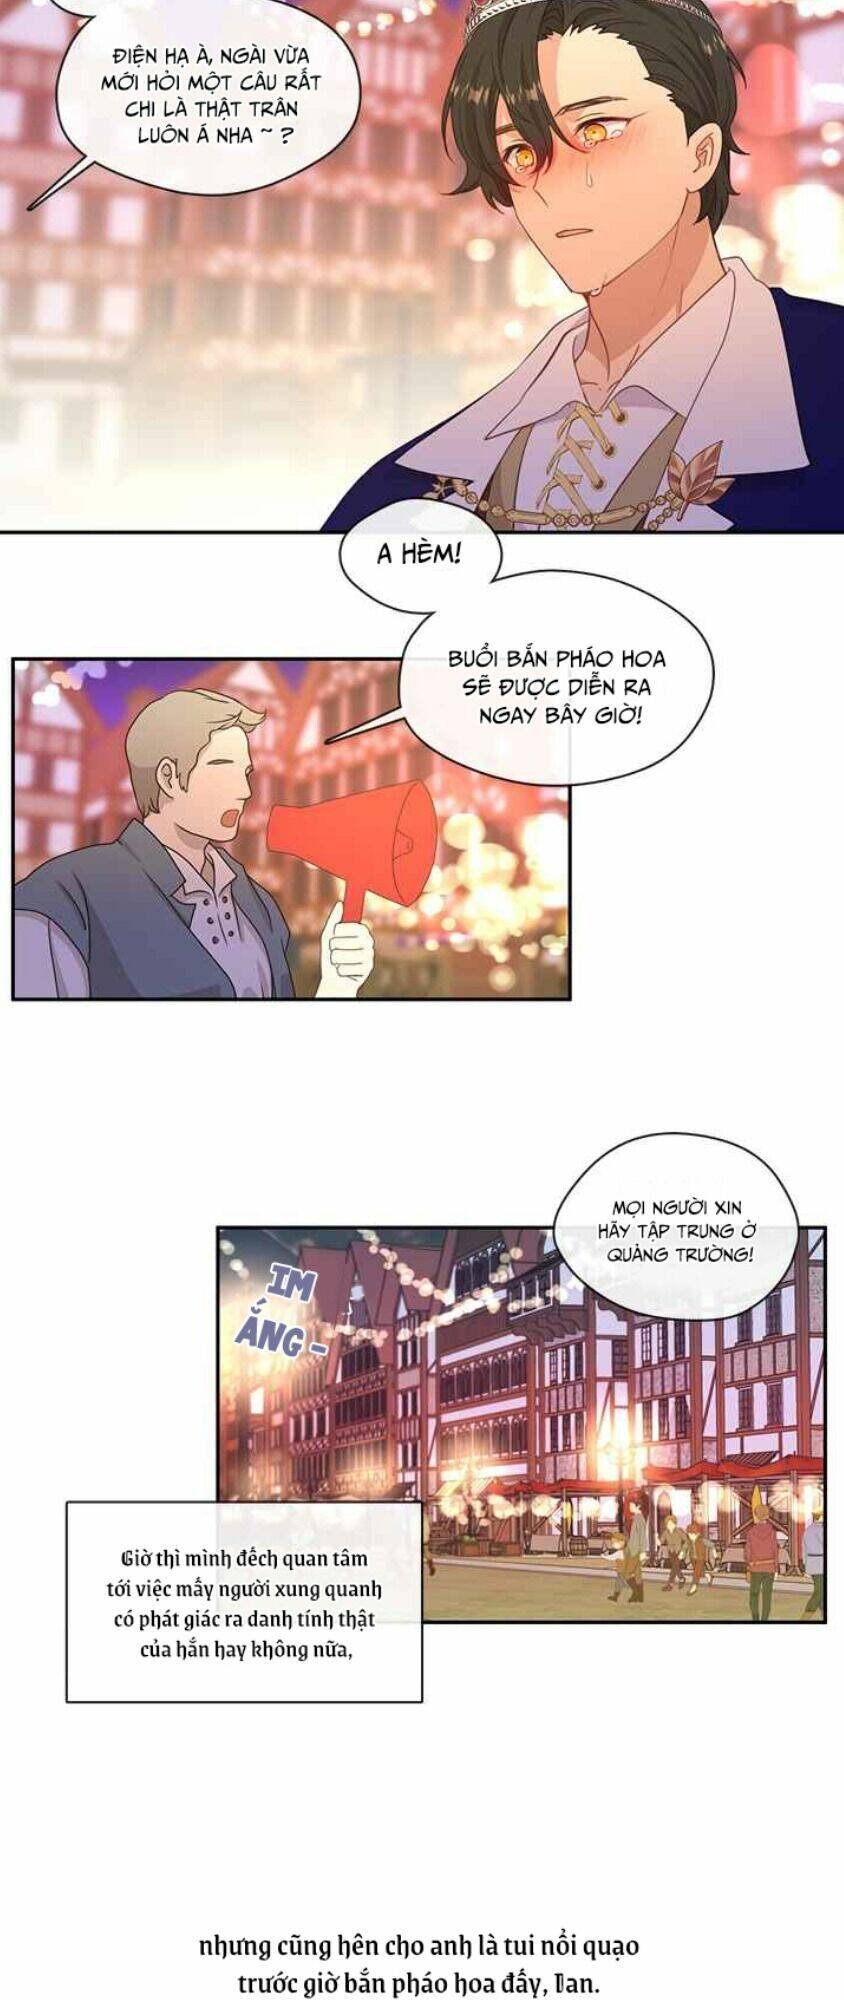 ĐIỆN HẠ À, NGÀI VỪA
MỚI HỎI MỘT CÂU RẤT
CHI LÀ THẬT TRÂN
LUÔN Á NHA ~ ?
A HÈM!
BUỔI BẮN PHÁO HOA
SẼ ĐƯỢC DIỄN RA
NGAY BÂY GIỜ!
MỌI NGƯỜI XIN
HÃY TẬP TRUNG Ở
QUẢNG TRƯỜNG!
IM
ẮNG -
Giờ thì mình đếch quan tâm
tới việc mấy người xung quanh
có phát giác ra danh tính thật
của hắn hay không nữa,
nhưng cũng hên cho anh là tui nổi quạo
trước giờ bắn pháo hoa đấy, Ian.